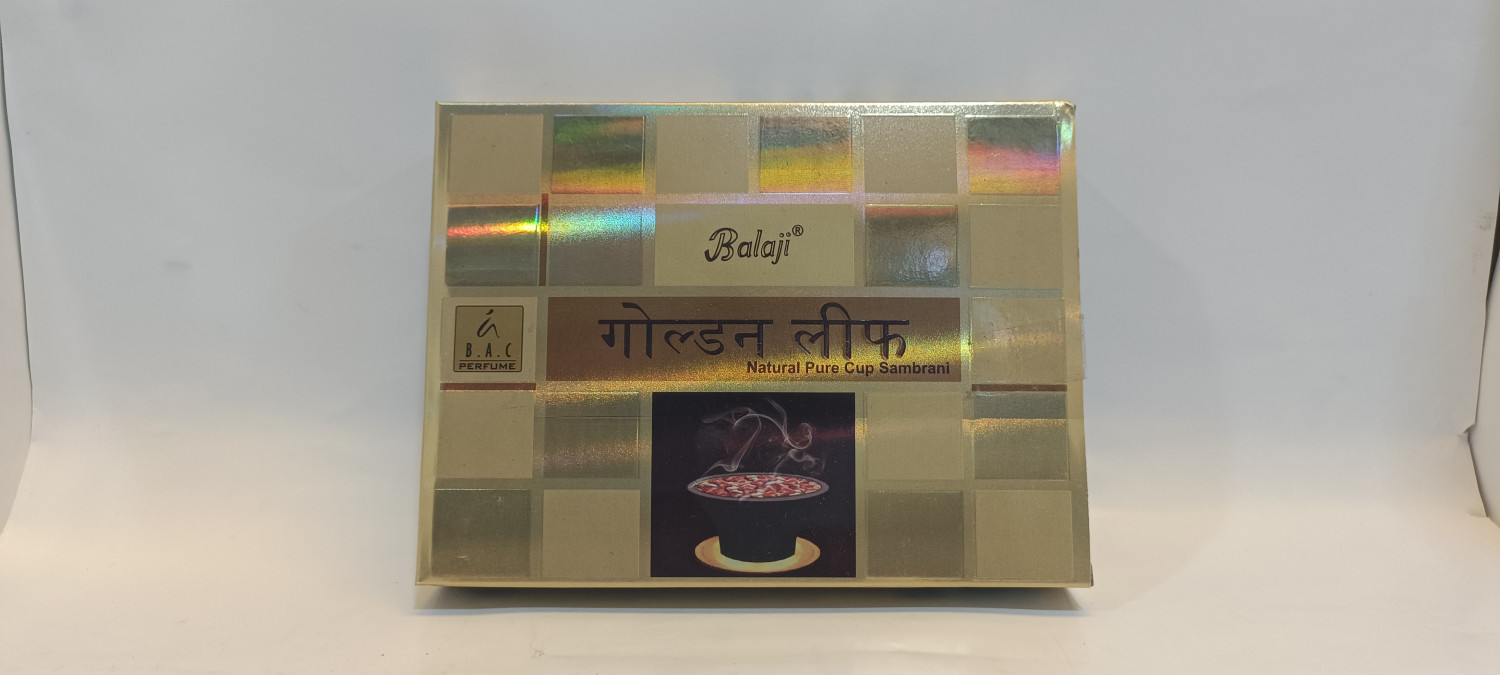 Balaji®
B.A.C
PERFUME
गोल्डन लीफ
Natural Pure Cup Sambrani